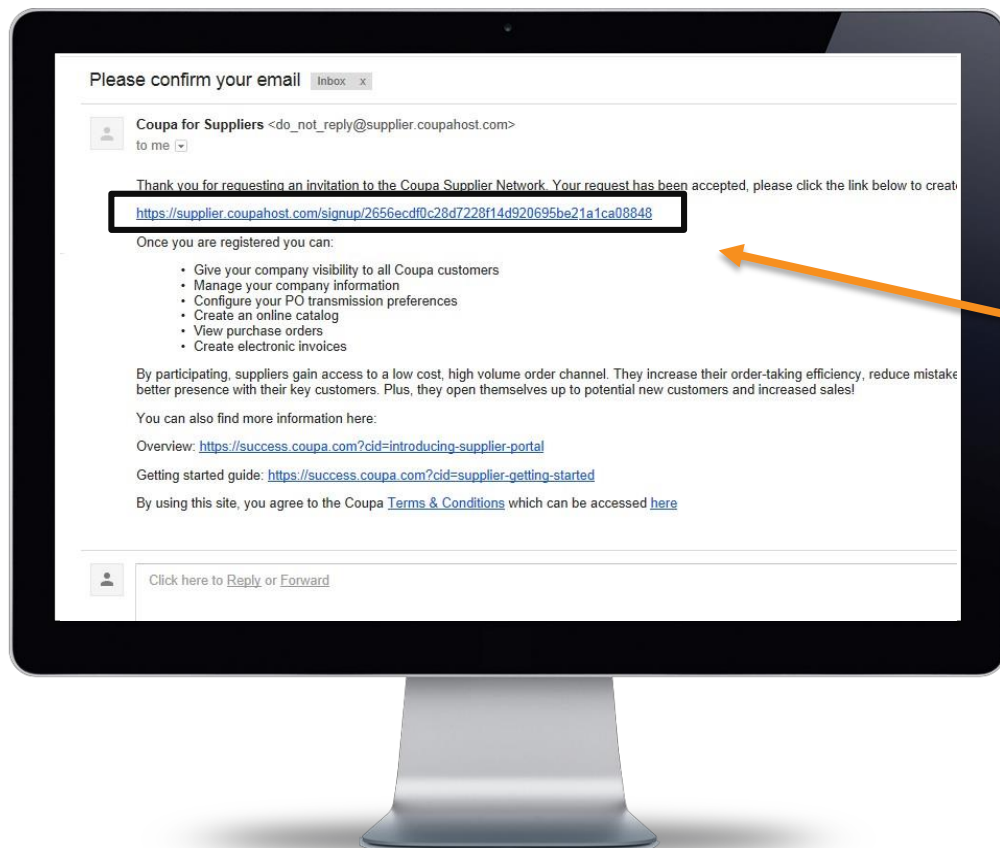 Please confirm your email Inbox x
Coupa for Suppliers <do_not_reply@supplier.coupahost.com>
to me
Thank you for requesting an invitation to the Coupa Supplier Network. Your request has been accepted, please click the link below to create
https://supplier.coupahost.com/signup/2656ecdf0c28d7228f14d920695be21a1ca08848
Once you are registered you can:
• Give your company visibility to all Coupa customers
• Manage your company information
• Configure your PO transmission preferences
• Create an online catalog
• View purchase orders
• Create electronic invoices
By participating, suppliers gain access to a low cost, high volume order channel. They increase their order-taking efficiency, reduce mistake
better presence with their key customers. Plus, they open themselves up to potential new customers and increased sales!
You can also find more information here:
Overview: https://success.coupa.com?cid=introducing-supplier-portal
Getting started guide: https://success.coupa.com?cid=supplier-getting-started
By using this site, you agree to the Coupa Terms & Conditions which can be accessed here
Click here to Reply or Forward